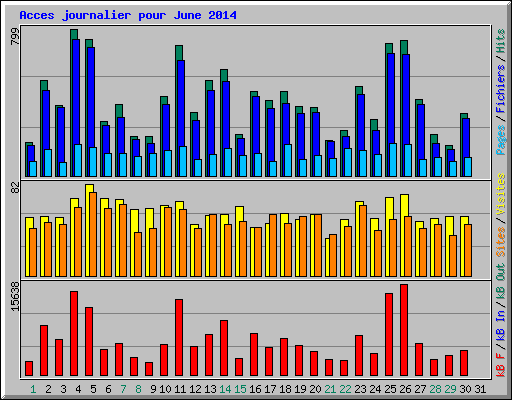 Acces journalier pour June 2014
799
82
15638
Pages / Fichiers / Hits
Sites / Visites
kB F / kB In / kB Out
1 2 3 4 5 6 7 8 9 10 11 12 13 14 15 16 17 18 19 20 21 22 23 24 25 26 27 28 29 30 31